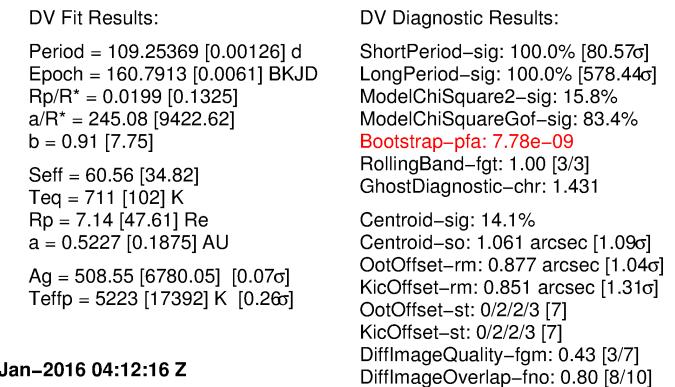 DV Fit Results:
Period = 109.25369 [0.00126] d
Epoch = 160.7913 [0.0061] BKJD
Rp/R* = 0.0199 [0.1325]
a/R* = 245.08 [9422.62]
b = 0.91 [7.75]
Seff = 60.56 [34.82]
Teq = 711 [102] K
Rp = 7.14 [47.61] Re
a = 0.5227 [0.1875] AU
Ag = 508.55 [6780.05] [0.07σ]
Teffp = 5223 [17392] K [0.26σ]
Jan−2016 04:12:16 Z
DV Diagnostic Results:
ShortPeriod−sig: 100.0% [80.57σ]
LongPeriod−sig: 100.0% [578.44σ]
ModelChiSquare2−sig: 15.8%
ModelChiSquareGof−sig: 83.4%
Bootstrap−pfa: 7.78e−09
RollingBand−fgt: 1.00 [3/3]
GhostDiagnostic−chr: 1.431
Centroid−sig: 14.1%
Centroid−so: 1.061 arcsec [1.09σ]
OotOffset−rm: 0.877 arcsec [1.04σ]
KicOffset−rm: 0.851 arcsec [1.31σ]
OotOffset−st: 0/2/2/3 [7]
KicOffset−st: 0/2/2/3 [7]
DiffImageQuality−fgm: 0.43 [3/7]
DiffImageOverlap−fno: 0.80 [8/10]